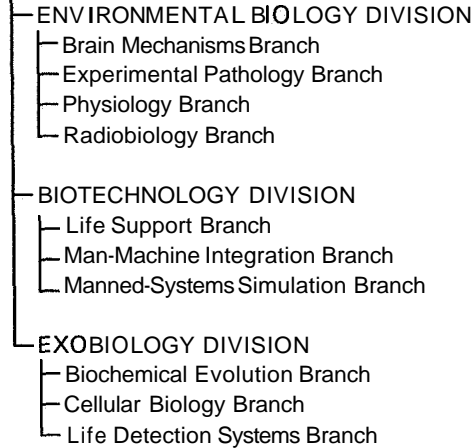 ENVIRONMENTAL BIOLOGY DIVISION
Brain Mechanisms Branch
Experimental Pathology Branch
Physiology Branch
Radiobiology Branch
BIOTECHNOLOGY DIVISION
Life Support Branch
Man-Machine Integration Branch
Manned-Systems Simulation Branch
EXOBIOLOGY DIVISION
Biochemical Evolution Branch
Cellular Biology Branch
Life Detection Systems Branch